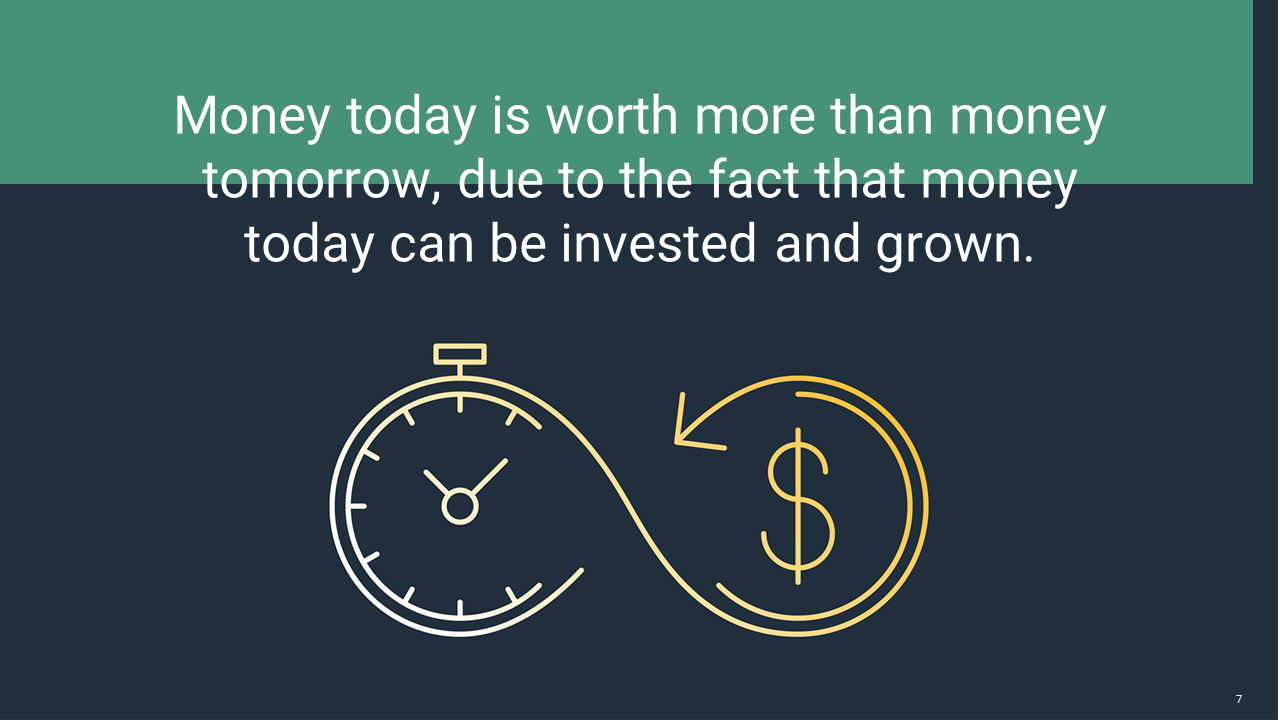 Money today is worth more than money
tomorrow, due to the fact that money
today can be invested and grown.
$
7